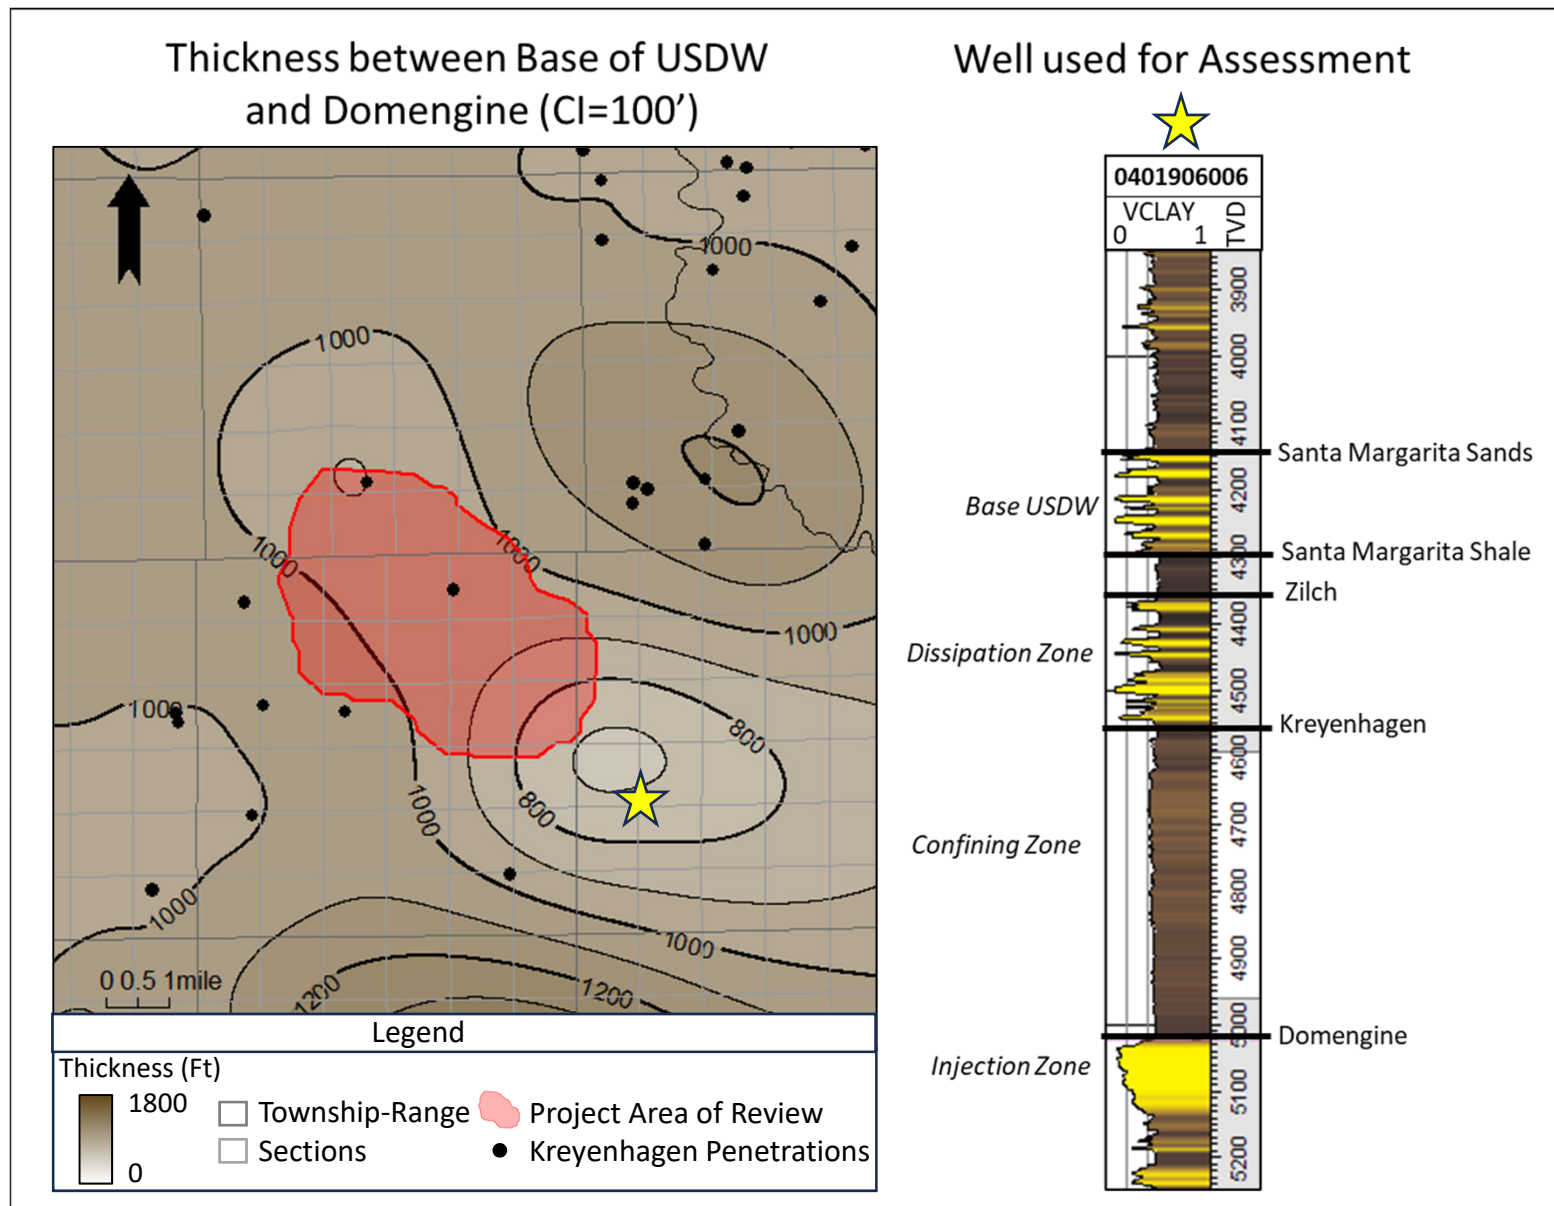 Thickness between Base of USDW
and Domengine (CI=100’)
1000
1000
1000
1000
1000
1000
800
800
1000
1000
1000
1200
1200
0 0.5 1mile
Legend
Thickness (Ft)
1800
0
Township-Range
Sections
Project Area of Review
Kreyenhagen Penetrations
Well used for Assessment
0401906006
VCLAY
0 1
TVD
3900
4000
4100
Santa Margarita Sands
4200
Base USDW
4300
Santa Margarita Shale
Zilch
4400
Dissipation Zone
4500
Kreyenhagen
4600
4700
Confining Zone
4800
4900
5000
Domengine
Injection Zone
5100
5200